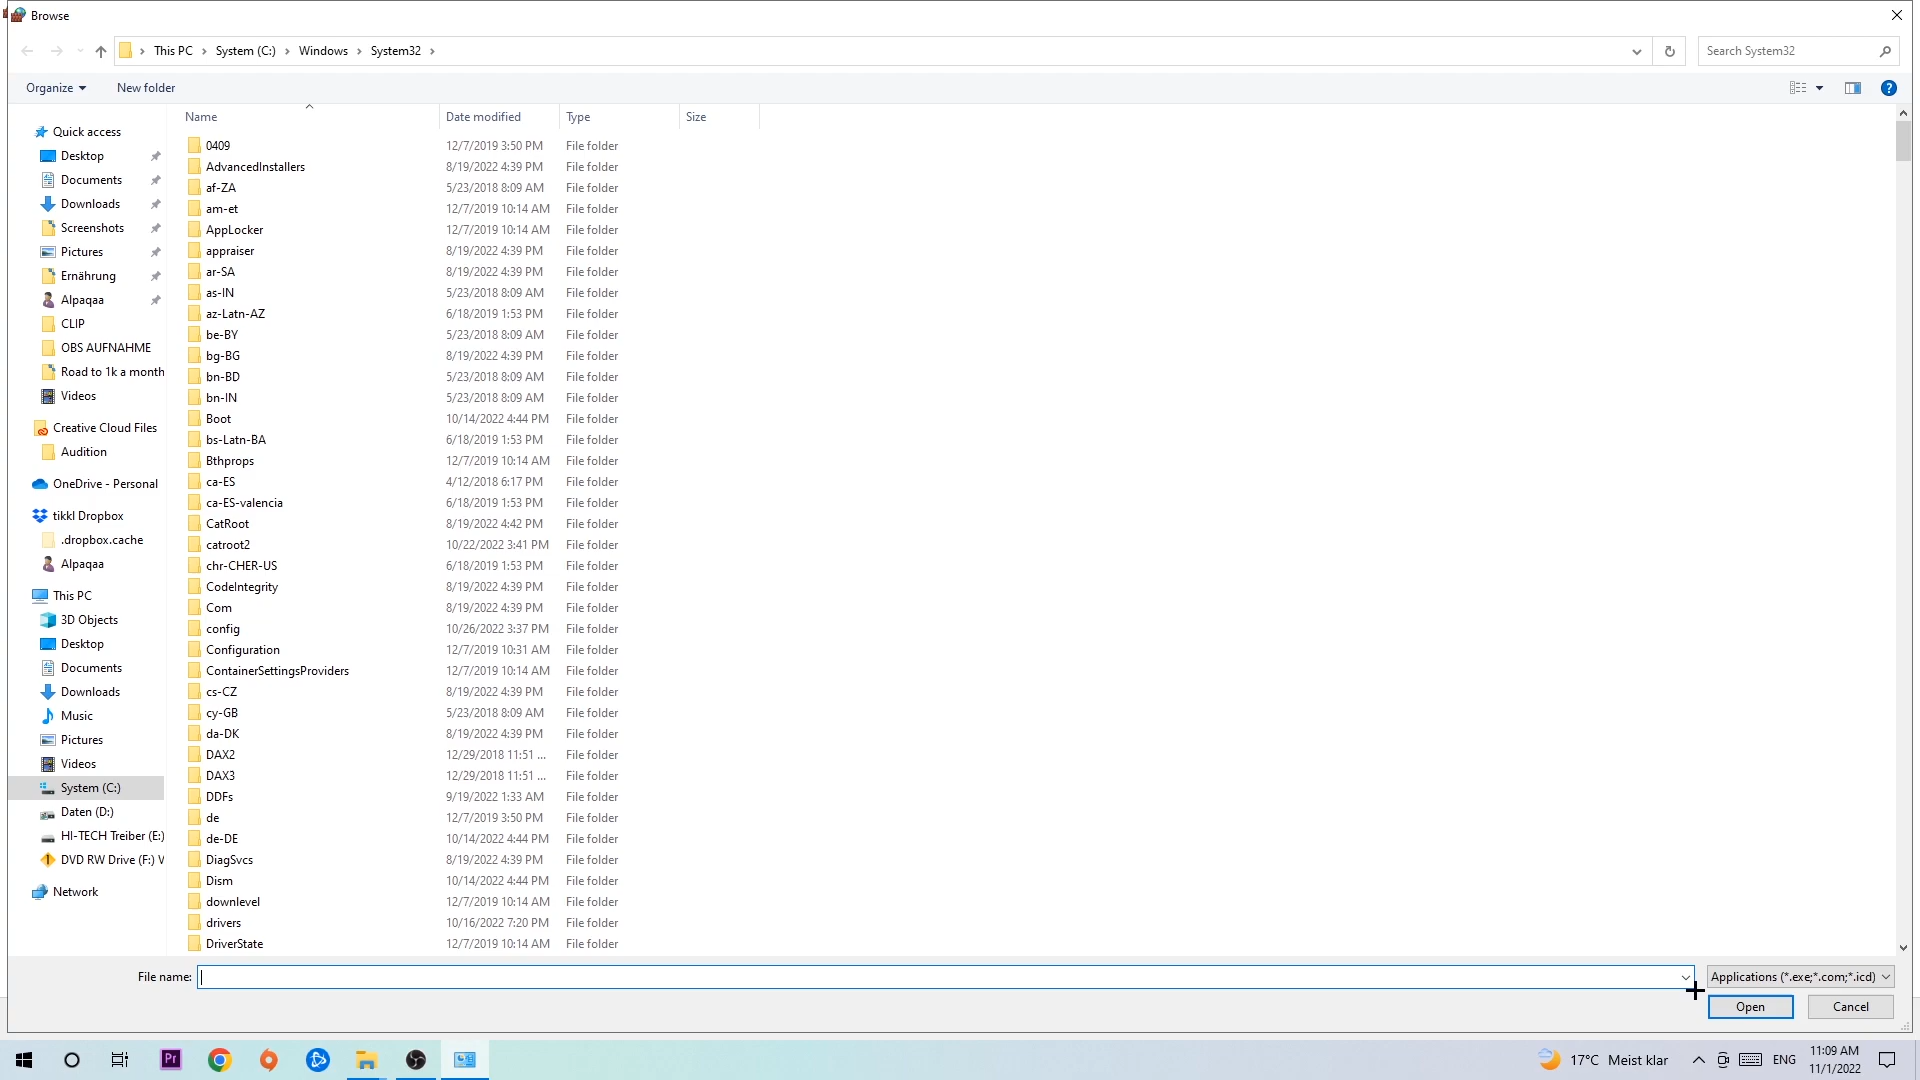 Browse
This PC > System (C:) > Windows > System32 >
Search System32
Organize
New folder
Name Date modified Type Size
Quick access
Desktop
Documents
Downloads
Screenshots
Pictures
Ernährung
Alpaqaa
CLIP
OBS AUFNAHME
Road to 1k a month
Videos
Creative Cloud Files
Audition
OneDrive - Personal
tikkl Dropbox
.dropbox.cache
Alpaqaa
This PC
3D Objects
Desktop
Documents
Downloads
Music
Pictures
Videos
System (C:)
Daten (D:)
HI-TECH Treiber (E:)
DVD RW Drive (F:) V
Network
0409 12/7/2019 3:50 PM File folder
AdvancedInstallers 8/19/2022 4:39 PM File folder
af-ZA 5/23/2018 8:09 AM File folder
am-et 12/7/2019 10:14 AM File folder
AppLocker 12/7/2019 10:14 AM File folder
appraiser 8/19/2022 4:39 PM File folder
ar-SA 8/19/2022 4:39 PM File folder
as-IN 5/23/2018 8:09 AM File folder
az-Latn-AZ 6/18/2019 1:53 PM File folder
be-BY 5/23/2018 8:09 AM File folder
bg-BG 8/19/2022 4:39 PM File folder
bn-BD 5/23/2018 8:09 AM File folder
bn-IN 5/23/2018 8:09 AM File folder
Boot 10/14/2022 4:44 PM File folder
bs-Latn-BA 6/18/2019 1:53 PM File folder
Bthprops 12/7/2019 10:14 AM File folder
ca-ES 4/12/2018 6:17 PM File folder
ca-ES-valencia 6/18/2019 1:53 PM File folder
CatRoot 8/19/2022 4:42 PM File folder
catroot2 10/22/2022 3:41 PM File folder
chr-CHER-US 6/18/2019 1:53 PM File folder
CodeIntegrity 8/19/2022 4:39 PM File folder
Com 8/19/2022 4:39 PM File folder
config 10/26/2022 3:37 PM File folder
Configuration 12/7/2019 10:31 AM File folder
ContainerSettingsProviders 12/7/2019 10:14 AM File folder
cs-CZ 8/19/2022 4:39 PM File folder
cy-GB 5/23/2018 8:09 AM File folder
da-DK 8/19/2022 4:39 PM File folder
DAX2 12/29/2018 11:51 ... File folder
DAX3 12/29/2018 11:51 ... File folder
DDFs 9/19/2022 1:33 AM File folder
de 12/7/2019 3:50 PM File folder
de-DE 10/14/2022 4:44 PM File folder
DiagSvcs 8/19/2022 4:39 PM File folder
Dism 10/14/2022 4:44 PM File folder
downlevel 12/7/2019 10:14 AM File folder
drivers 10/16/2022 7:20 PM File folder
DriverState 12/7/2019 10:14 AM File folder
File name:
Applications (*.exe;*.com;*.icd)
Open
Cancel
Pr
17°C Meist klar
ENG
11:09 AM
11/1/2022